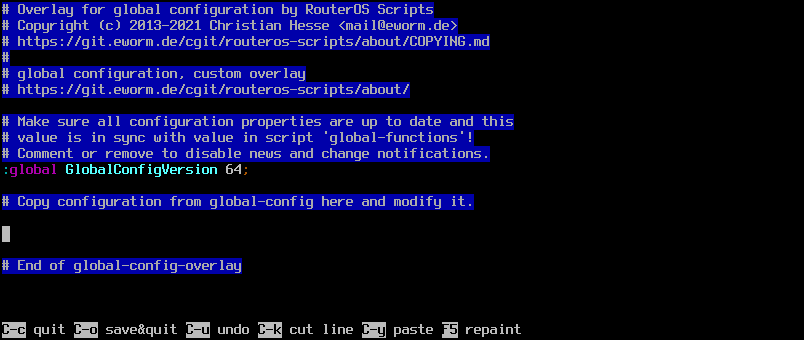 # Overlay for global configuration by RouterOS Scripts
# Copyright (c) 2013-2021 Christian Hesse <mail@eworm.de>
# https://git.eworm.de/cgit/routeros-scripts/about/COPYING.md
#
# global configuration, custom overlay
# https://git.eworm.de/cgit/routeros-scripts/about/
# Make sure all configuration properties are up to date and this
# value is in sync with value in script 'global-functions'!
# Comment or remove to disable news and change notifications.
:global GlobalConfigVersion 64;
# Copy configuration from global-config here and modify it.
# End of global-config-overlay
C-c quit C-o save&quit C-u undo C-k cut line C-y paste F5 repaint